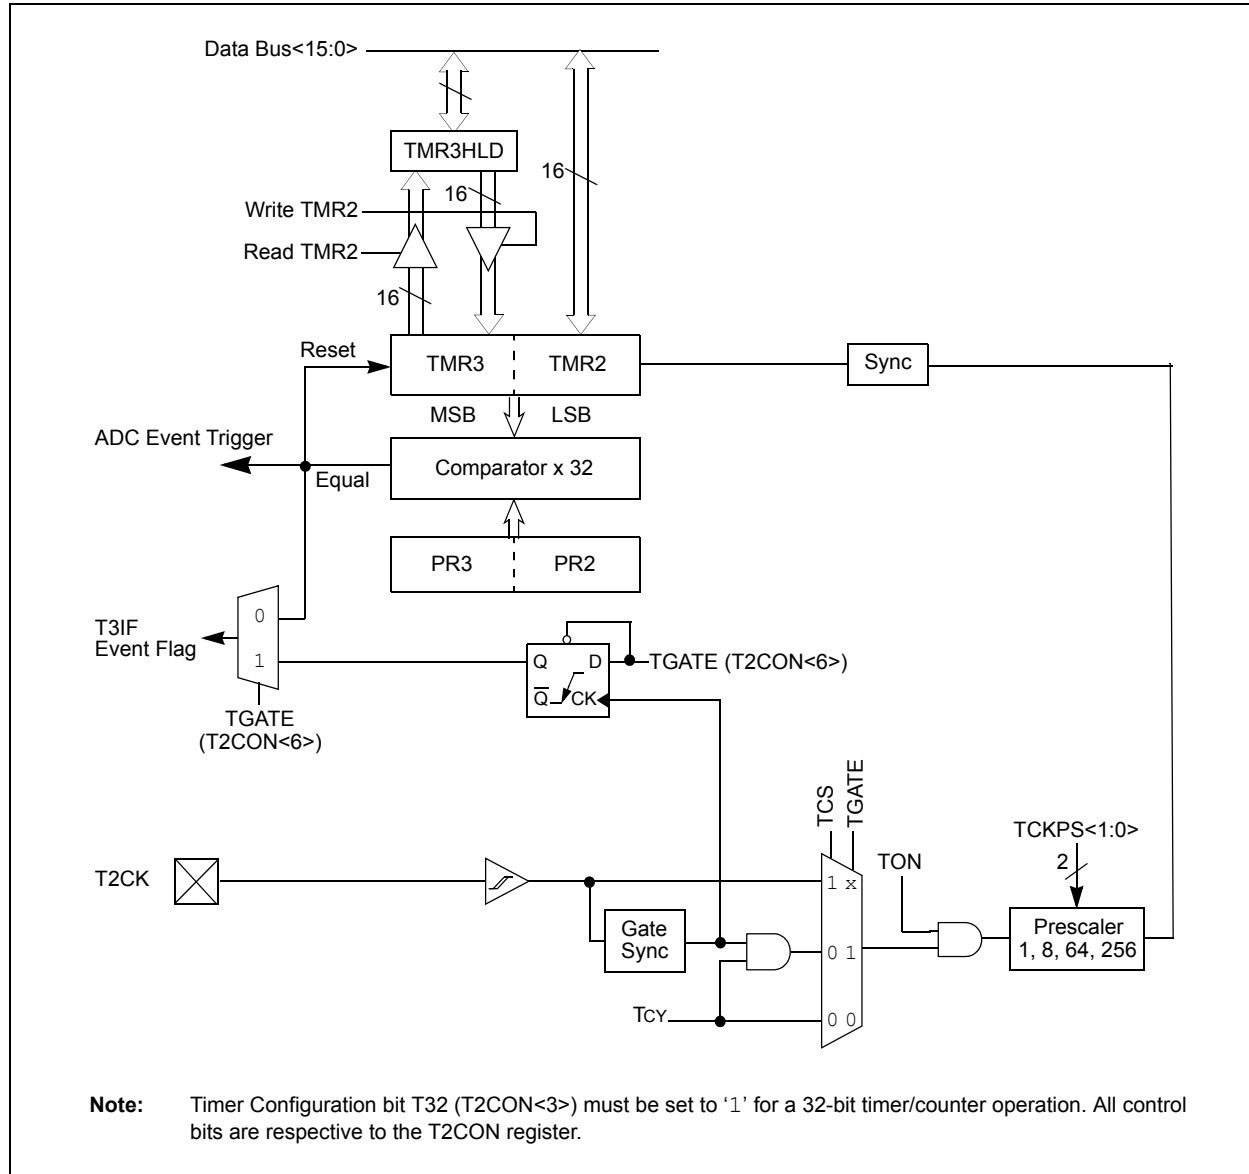 Data Bus<15:0>
TMR3HLD
16
16
Write TMR2
Read TMR2
16
Reset
TMR3
TMR2
Sync
MSB
LSB
ADC Event Trigger
Equal
Comparator x 32
PR3
PR2
0
T3IF
Event Flag
1
Q
D
TGATE (T2CON<6>)
Q
CK
TGATE
(T2CON<6>)
TCS
TGATE
TCKPS<1:0>
2
TON
T2CK
1 x
Gate
Sync
0 1
Prescaler
1, 8, 64, 256
TCY
0 0
Note: Timer Configuration bit T32 (T2CON<3>) must be set to ‘1’ for a 32-bit timer/counter operation. All control
bits are respective to the T2CON register.